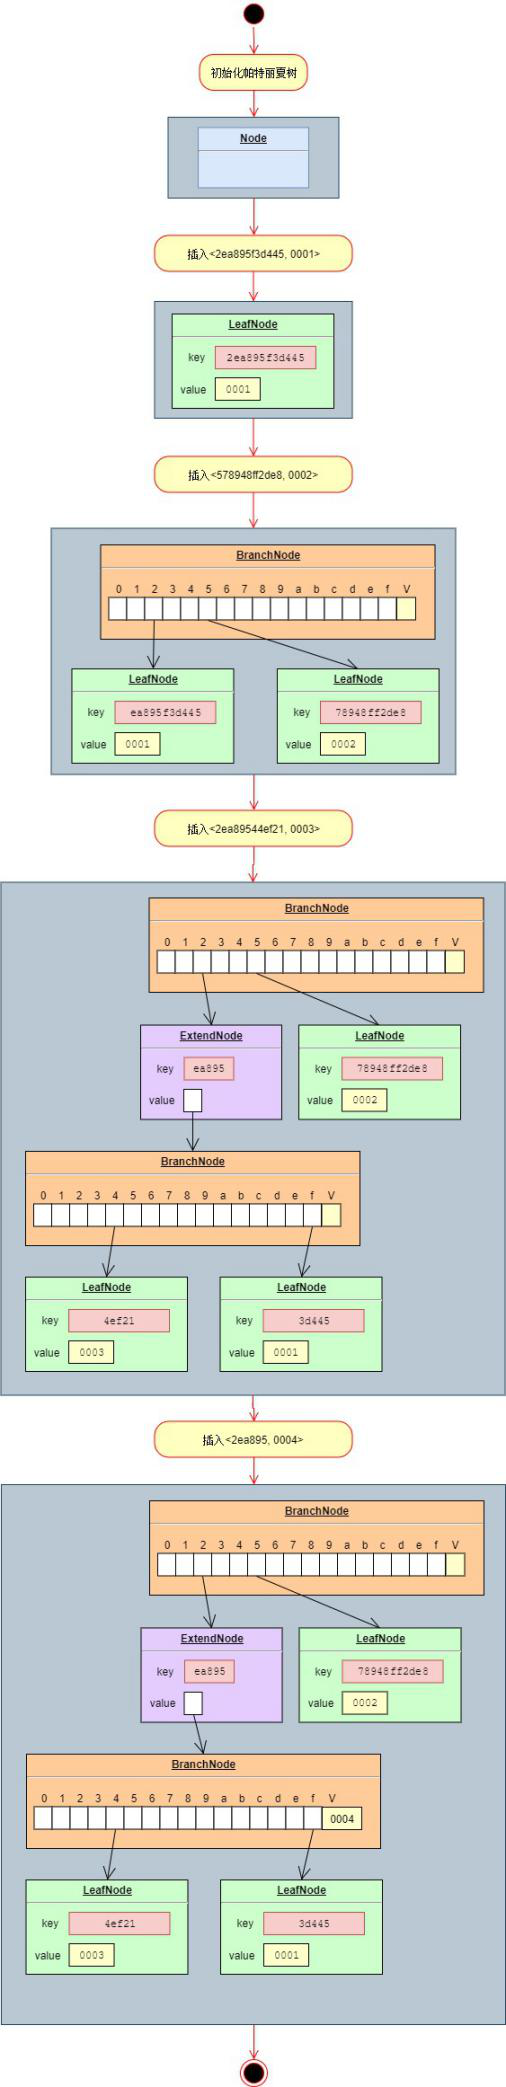 初始化帕特丽夏树
Node
插入<2ea895f3d445, 0001>
LeafNode
key 2ea895f3d445
value 0001
插入<578948ff2de8, 0002>
BranchNode
0 1 2 3 4 5 6 7 8 9 a b c d e f V
LeafNode LeafNode
key ea895f3d445 key 78948ff2de8
value 0001 value 0002
插入<2ea89544ef21, 0003>
BranchNode
0 1 2 3 4 5 6 7 8 9 a b c d e f V
ExtendNode LeafNode
key ea895 key 78948ff2de8
value value 0002
BranchNode
0 1 2 3 4 5 6 7 8 9 a b c d e f V
LeafNode LeafNode
key 4ef21 key 3d445
value 0003 value 0001
插入<2ea895, 0004>
BranchNode
0 1 2 3 4 5 6 7 8 9 a b c d e f V
ExtendNode LeafNode
key ea895 key 78948ff2de8
value value 0002
BranchNode
0 1 2 3 4 5 6 7 8 9 a b c d e f V
0004
LeafNode LeafNode
key 4ef21 key 3d445
value 0003 value 0001